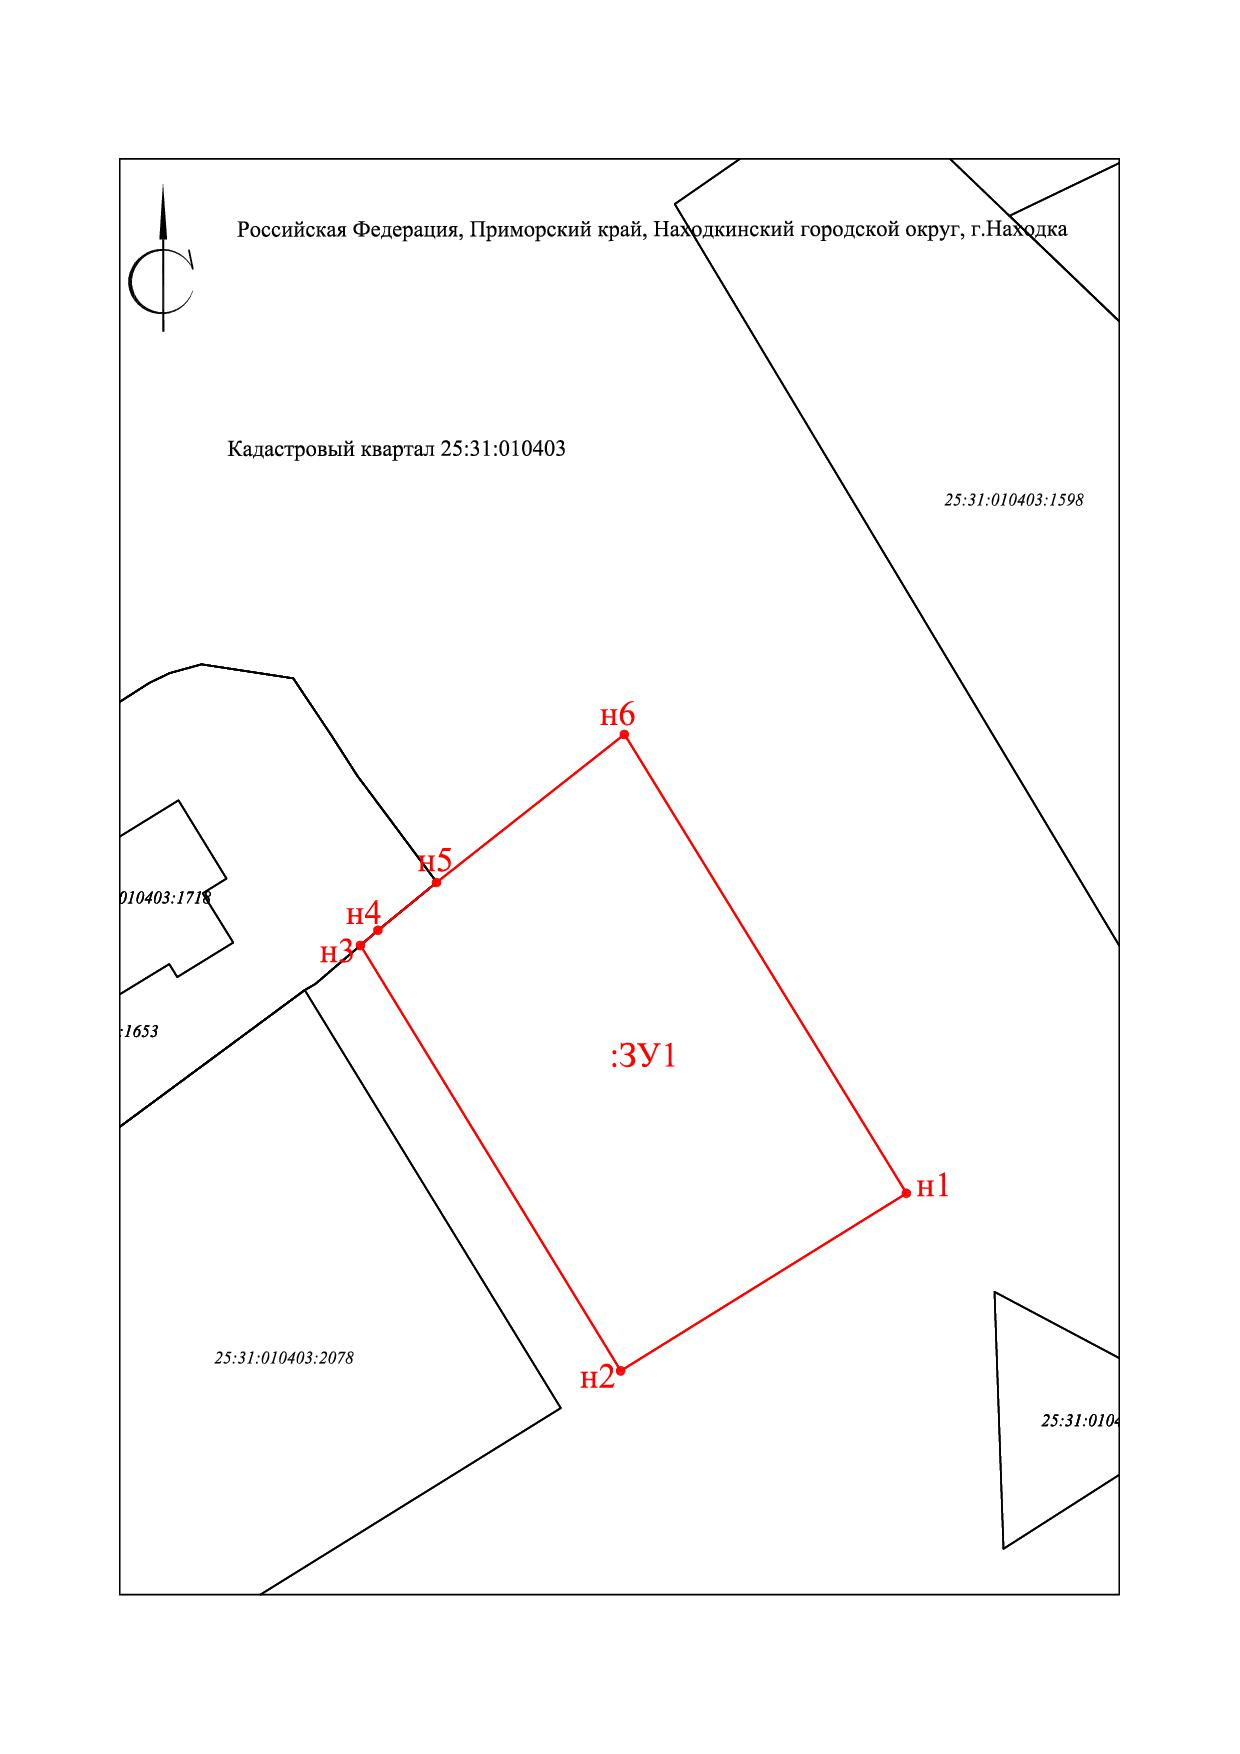 Российская Федерация, Приморский край, Находкинский городской округ, г.Находка
С
Кадастровый квартал 25:31:010403
25:31:010403:1598
н6
н5
010403:1718
н4
н3
:1653
:ЗУ1
н1
25:31:010403:2078
н2
25:31:0104